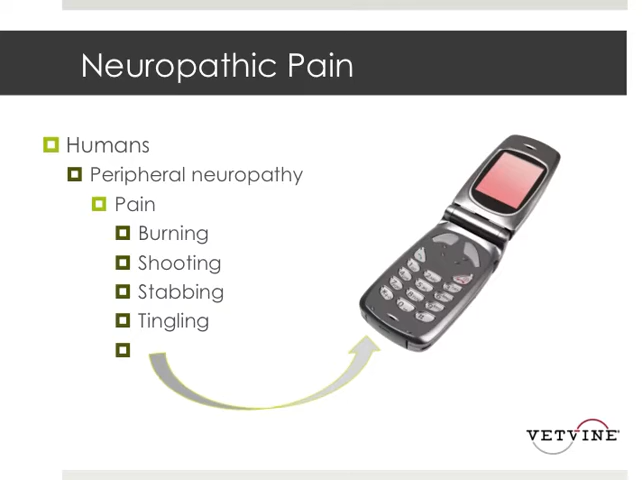 Neuropathic Pain
Humans
Peripheral neuropathy
Pain
Burning
Shooting
Stabbing
Tingling
VETVINE®